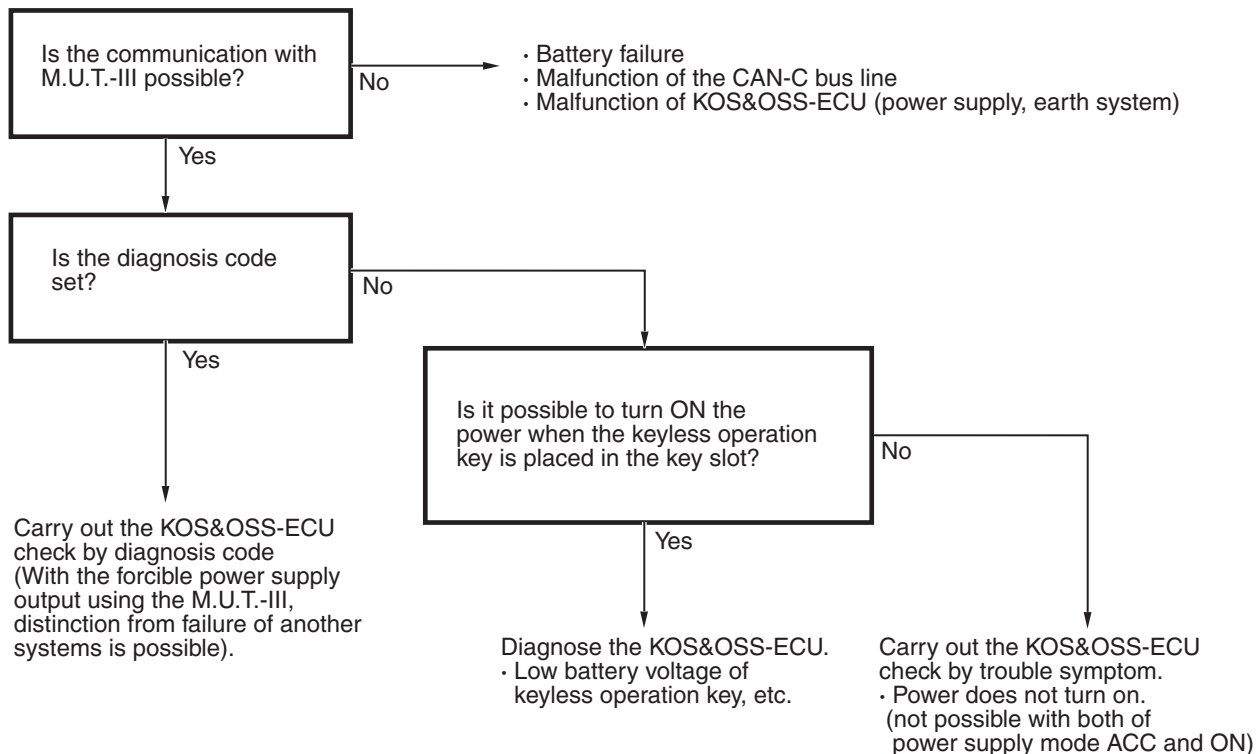 Is the communication with
M.U.T.-III possible?
No
· Battery failure
· Malfunction of the CAN-C bus line
· Malfunction of KOS&OSS-ECU (power supply, earth system)
Yes
Is the diagnosis code
set?
No
Yes
Is it possible to turn ON the
power when the keyless operation
key is placed in the key slot?
No
Yes
Carry out the KOS&OSS-ECU
check by diagnosis code
(With the forcible power supply
output using the M.U.T.-III,
distinction from failure of another
systems is possible).
Diagnose the KOS&OSS-ECU.
· Low battery voltage of
keyless operation key, etc.
Carry out the KOS&OSS-ECU
check by trouble symptom.
· Power does not turn on.
(not possible with both of
power supply mode ACC and ON)